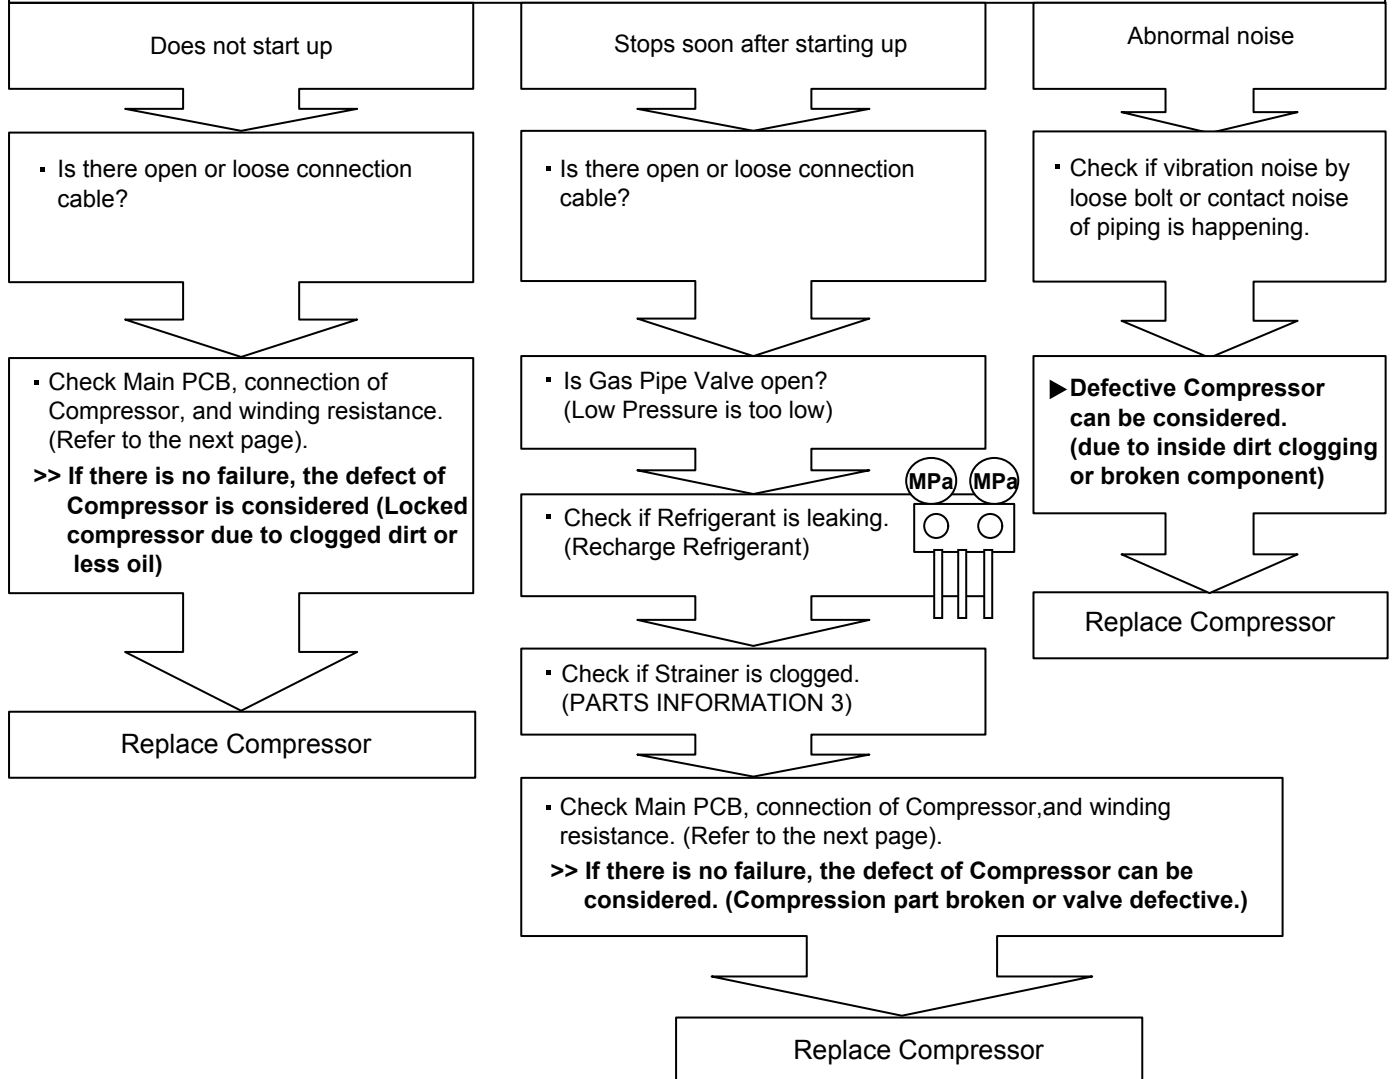 Does not start up
▪ Is there open or loose connection
cable?
▪ Check Main PCB, connection of
Compressor, and winding resistance.
(Refer to the next page).
>> If there is no failure, the defect of
Compressor is considered (Locked
compressor due to clogged dirt or
less oil)
Replace Compressor
Stops soon after starting up
▪ Is there open or loose connection
cable?
▪ Is Gas Pipe Valve open?
(Low Pressure is too low)
▪ Check if Refrigerant is leaking.
(Recharge Refrigerant)
MPa MPa
▪ Check if Strainer is clogged.
(PARTS INFORMATION 3)
▪ Check Main PCB, connection of Compressor,and winding
resistance. (Refer to the next page).
>> If there is no failure, the defect of Compressor can be
considered. (Compression part broken or valve defective.)
Replace Compressor
Abnormal noise
▪ Check if vibration noise by
loose bolt or contact noise
of piping is happening.
▶Defective Compressor
can be considered.
(due to inside dirt clogging
or broken component)
Replace Compressor